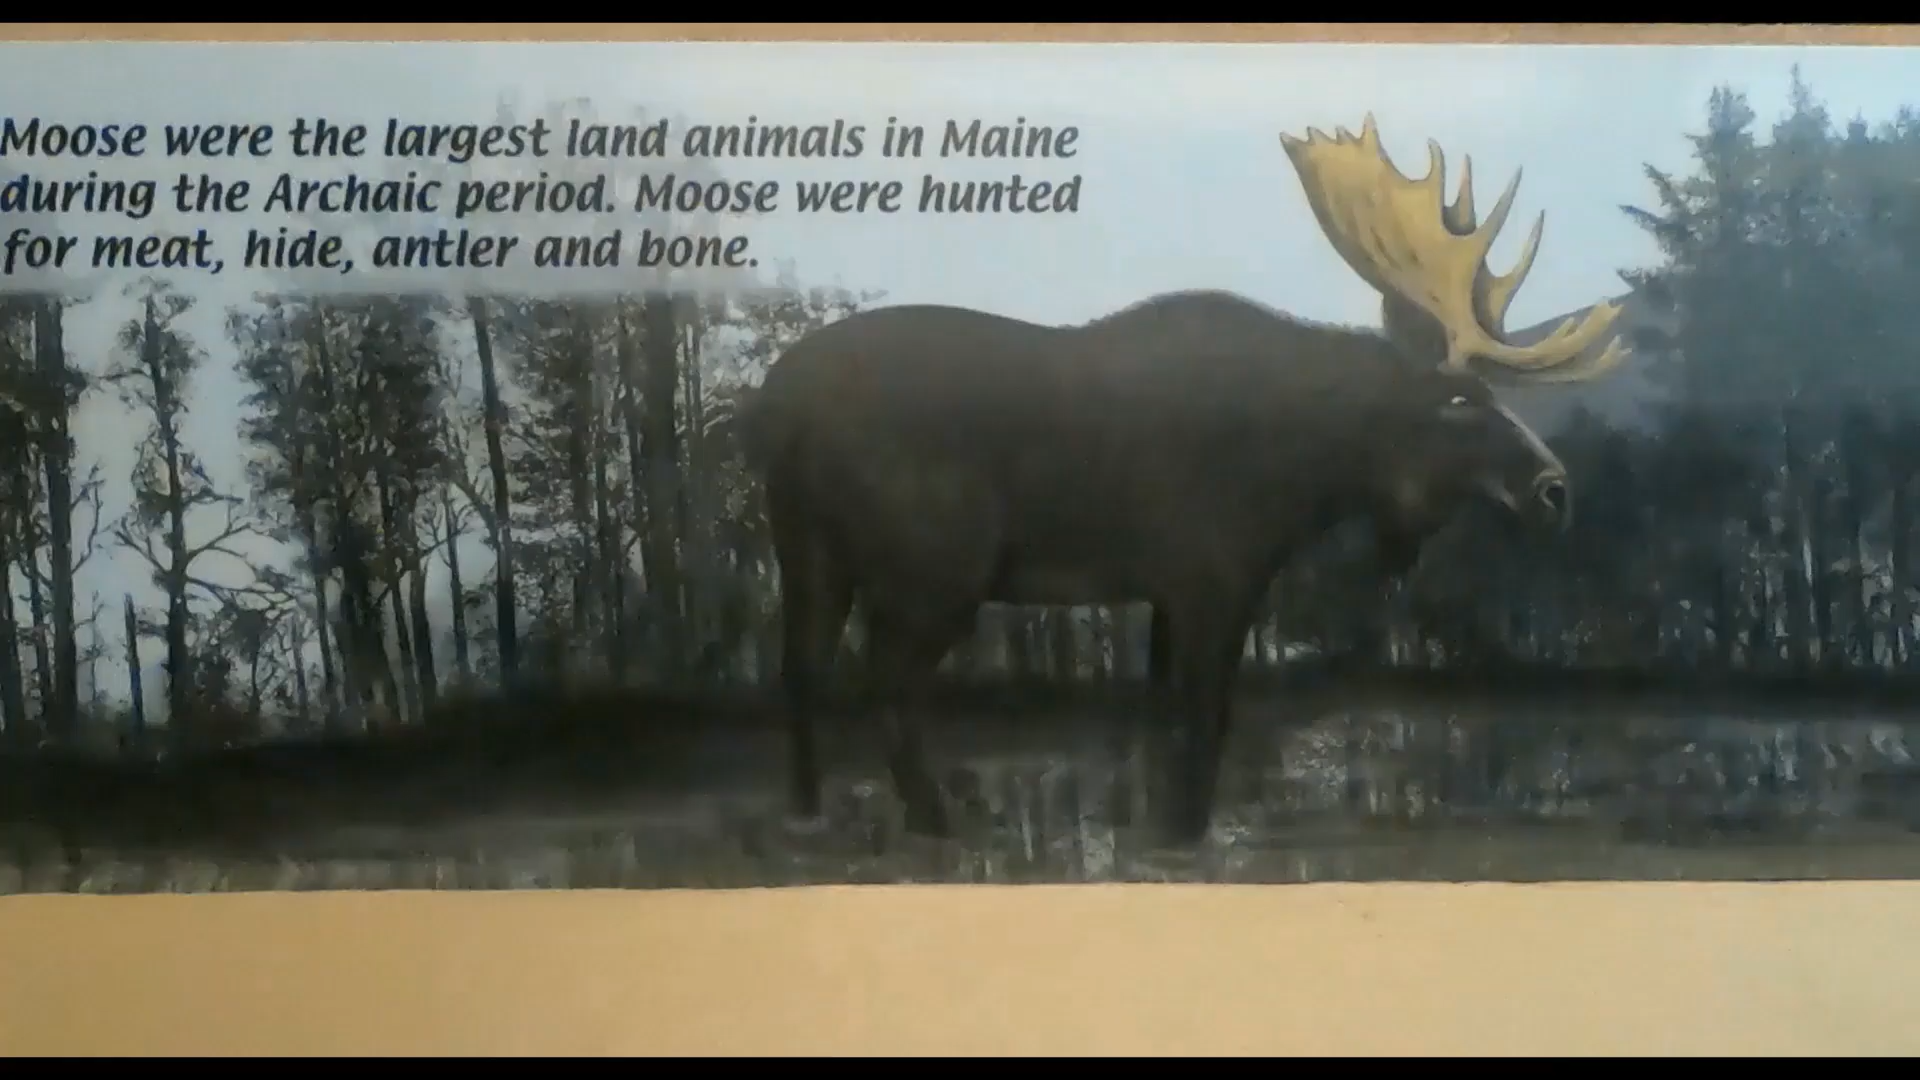 Moose were the largest land animals in Maine
during the Archaic period. Moose were hunted
for meat, hide, antler and bone.